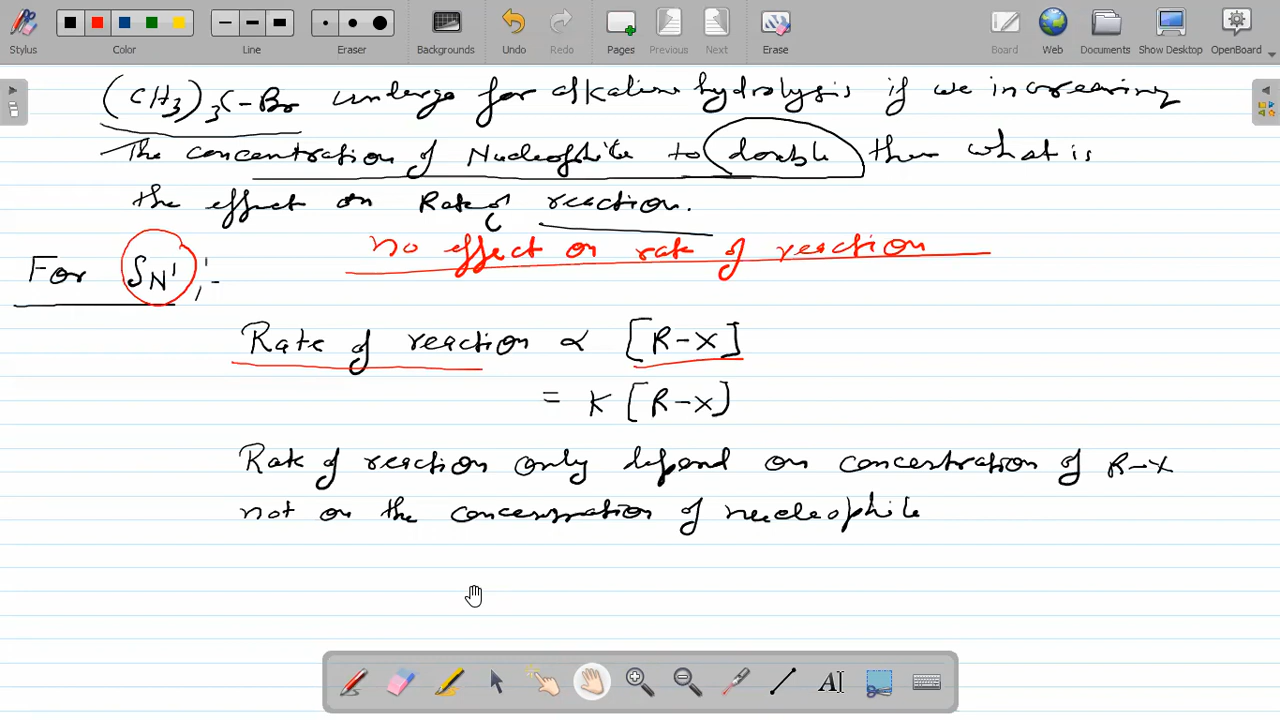 Stylus
Color
Line
Eraser
Backgrounds
Undo
Redo
Pages
Previous
Next
Erase
Board
Web
Documents
Show Desktop
OpenBoard
(CH3)3C-Br undergo for alkaline hydrolysis if we increasing
The concentration of Nucleophile to double then what is
the effect on Rate of reaction.
No effect on rate of reaction
For SN1 :-
Rate of reaction ∝ [R-X]
= K [R-X]
Rate of reaction only depend on concentration of R-X
not on the concentration of nucleophile